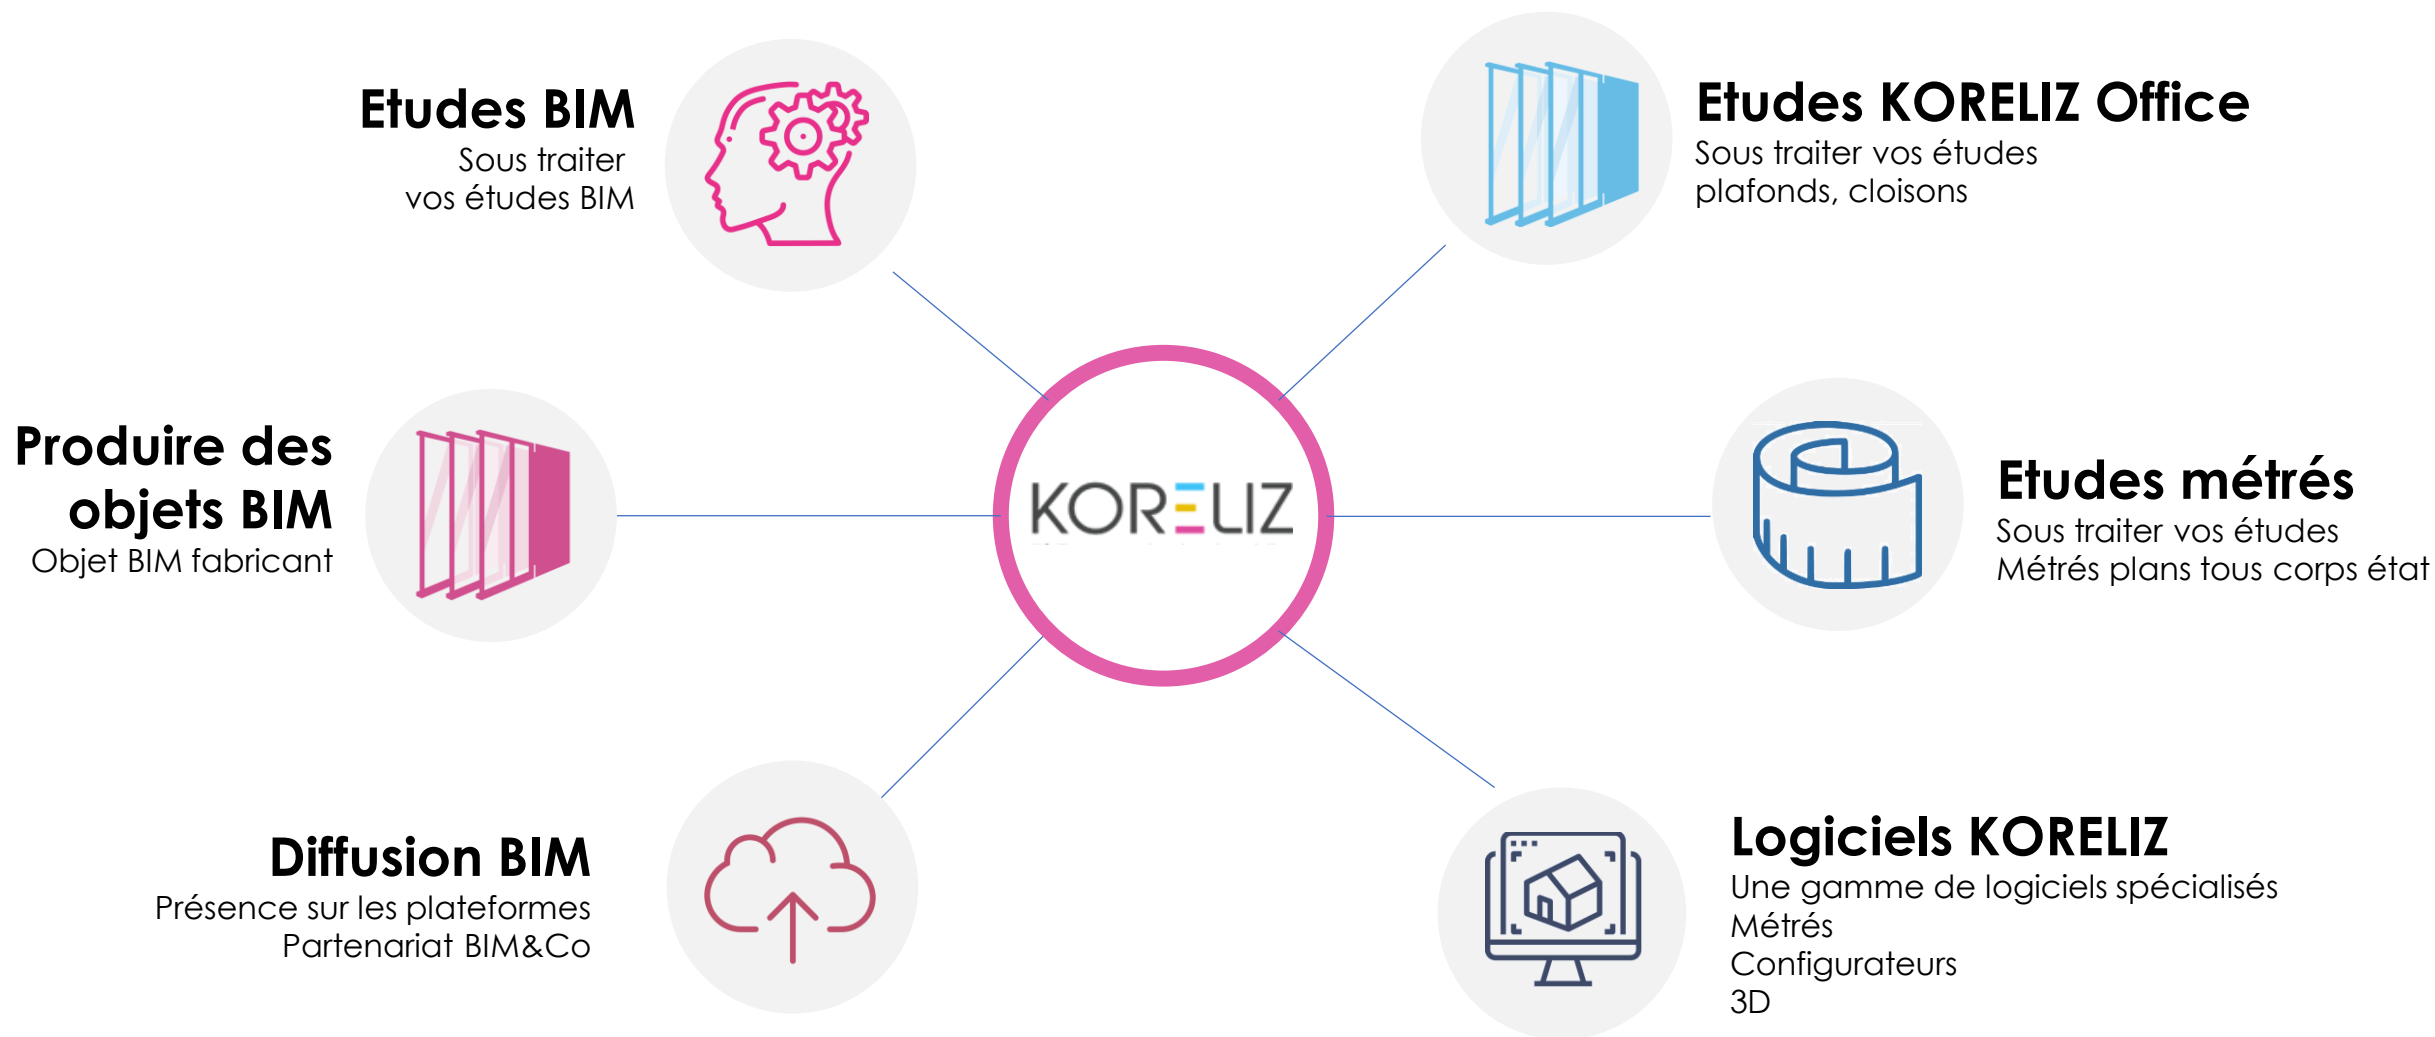 Etudes BIM
Sous traiter
vos études BIM
Etudes KORELIZ Office
Sous traiter vos études
plafonds, cloisons
Produire des
objets BIM
Objet BIM fabricant
KORELIZ
Etudes métrés
Sous traiter vos études
Métrés plans tous corps état
Diffusion BIM
Présence sur les plateformes
Partenariat BIM&Co
Logiciels KORELIZ
Une gamme de logiciels spécialisés
Métrés
Configurateurs
3D